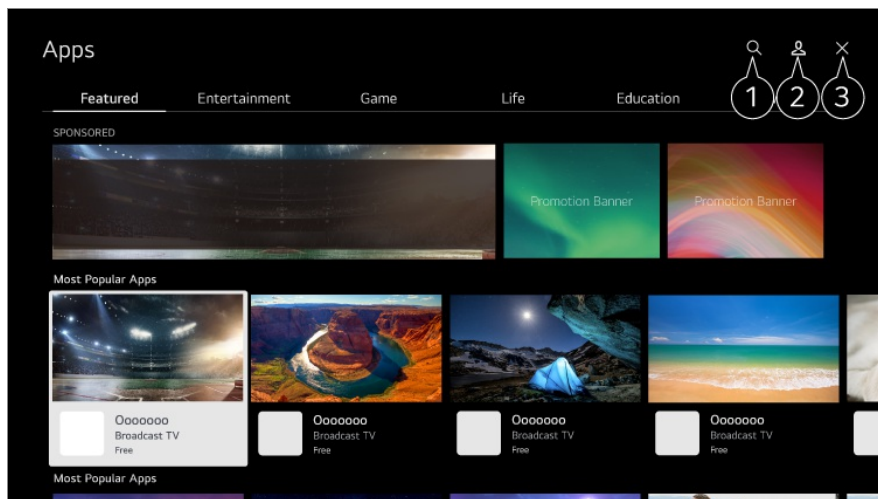 Apps
1 2 3
Featured Entertainment Game Life Education
SPONSORED
Promotion Banner Promotion Banner
Most Popular Apps
Ooooooo Ooooooo Ooooooo Ooooooo
Broadcast TV Broadcast TV Broadcast TV Broadcast TV
Free Free Free Free
Most Popular Apps